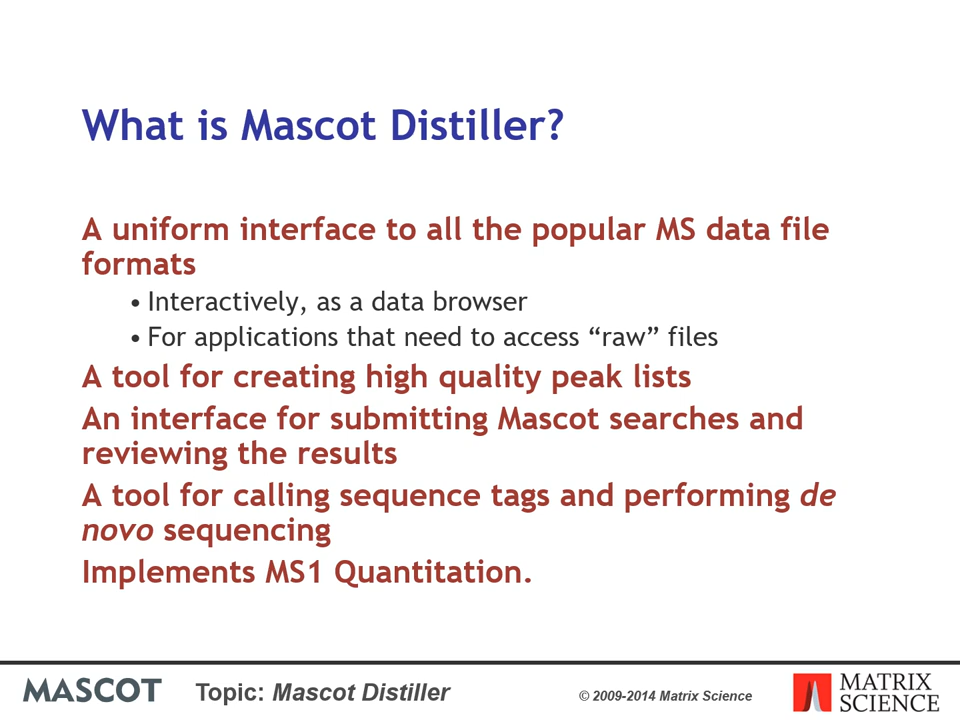 What is Mascot Distiller?
A uniform interface to all the popular MS data file
formats
• Interactively, as a data browser
• For applications that need to access “raw” files
A tool for creating high quality peak lists
An interface for submitting Mascot searches and
reviewing the results
A tool for calling sequence tags and performing de
novo sequencing
Implements MS1 Quantitation.
MASCOT
Topic: Mascot Distiller
© 2009-2014 Matrix Science
MATRIX
SCIENCE